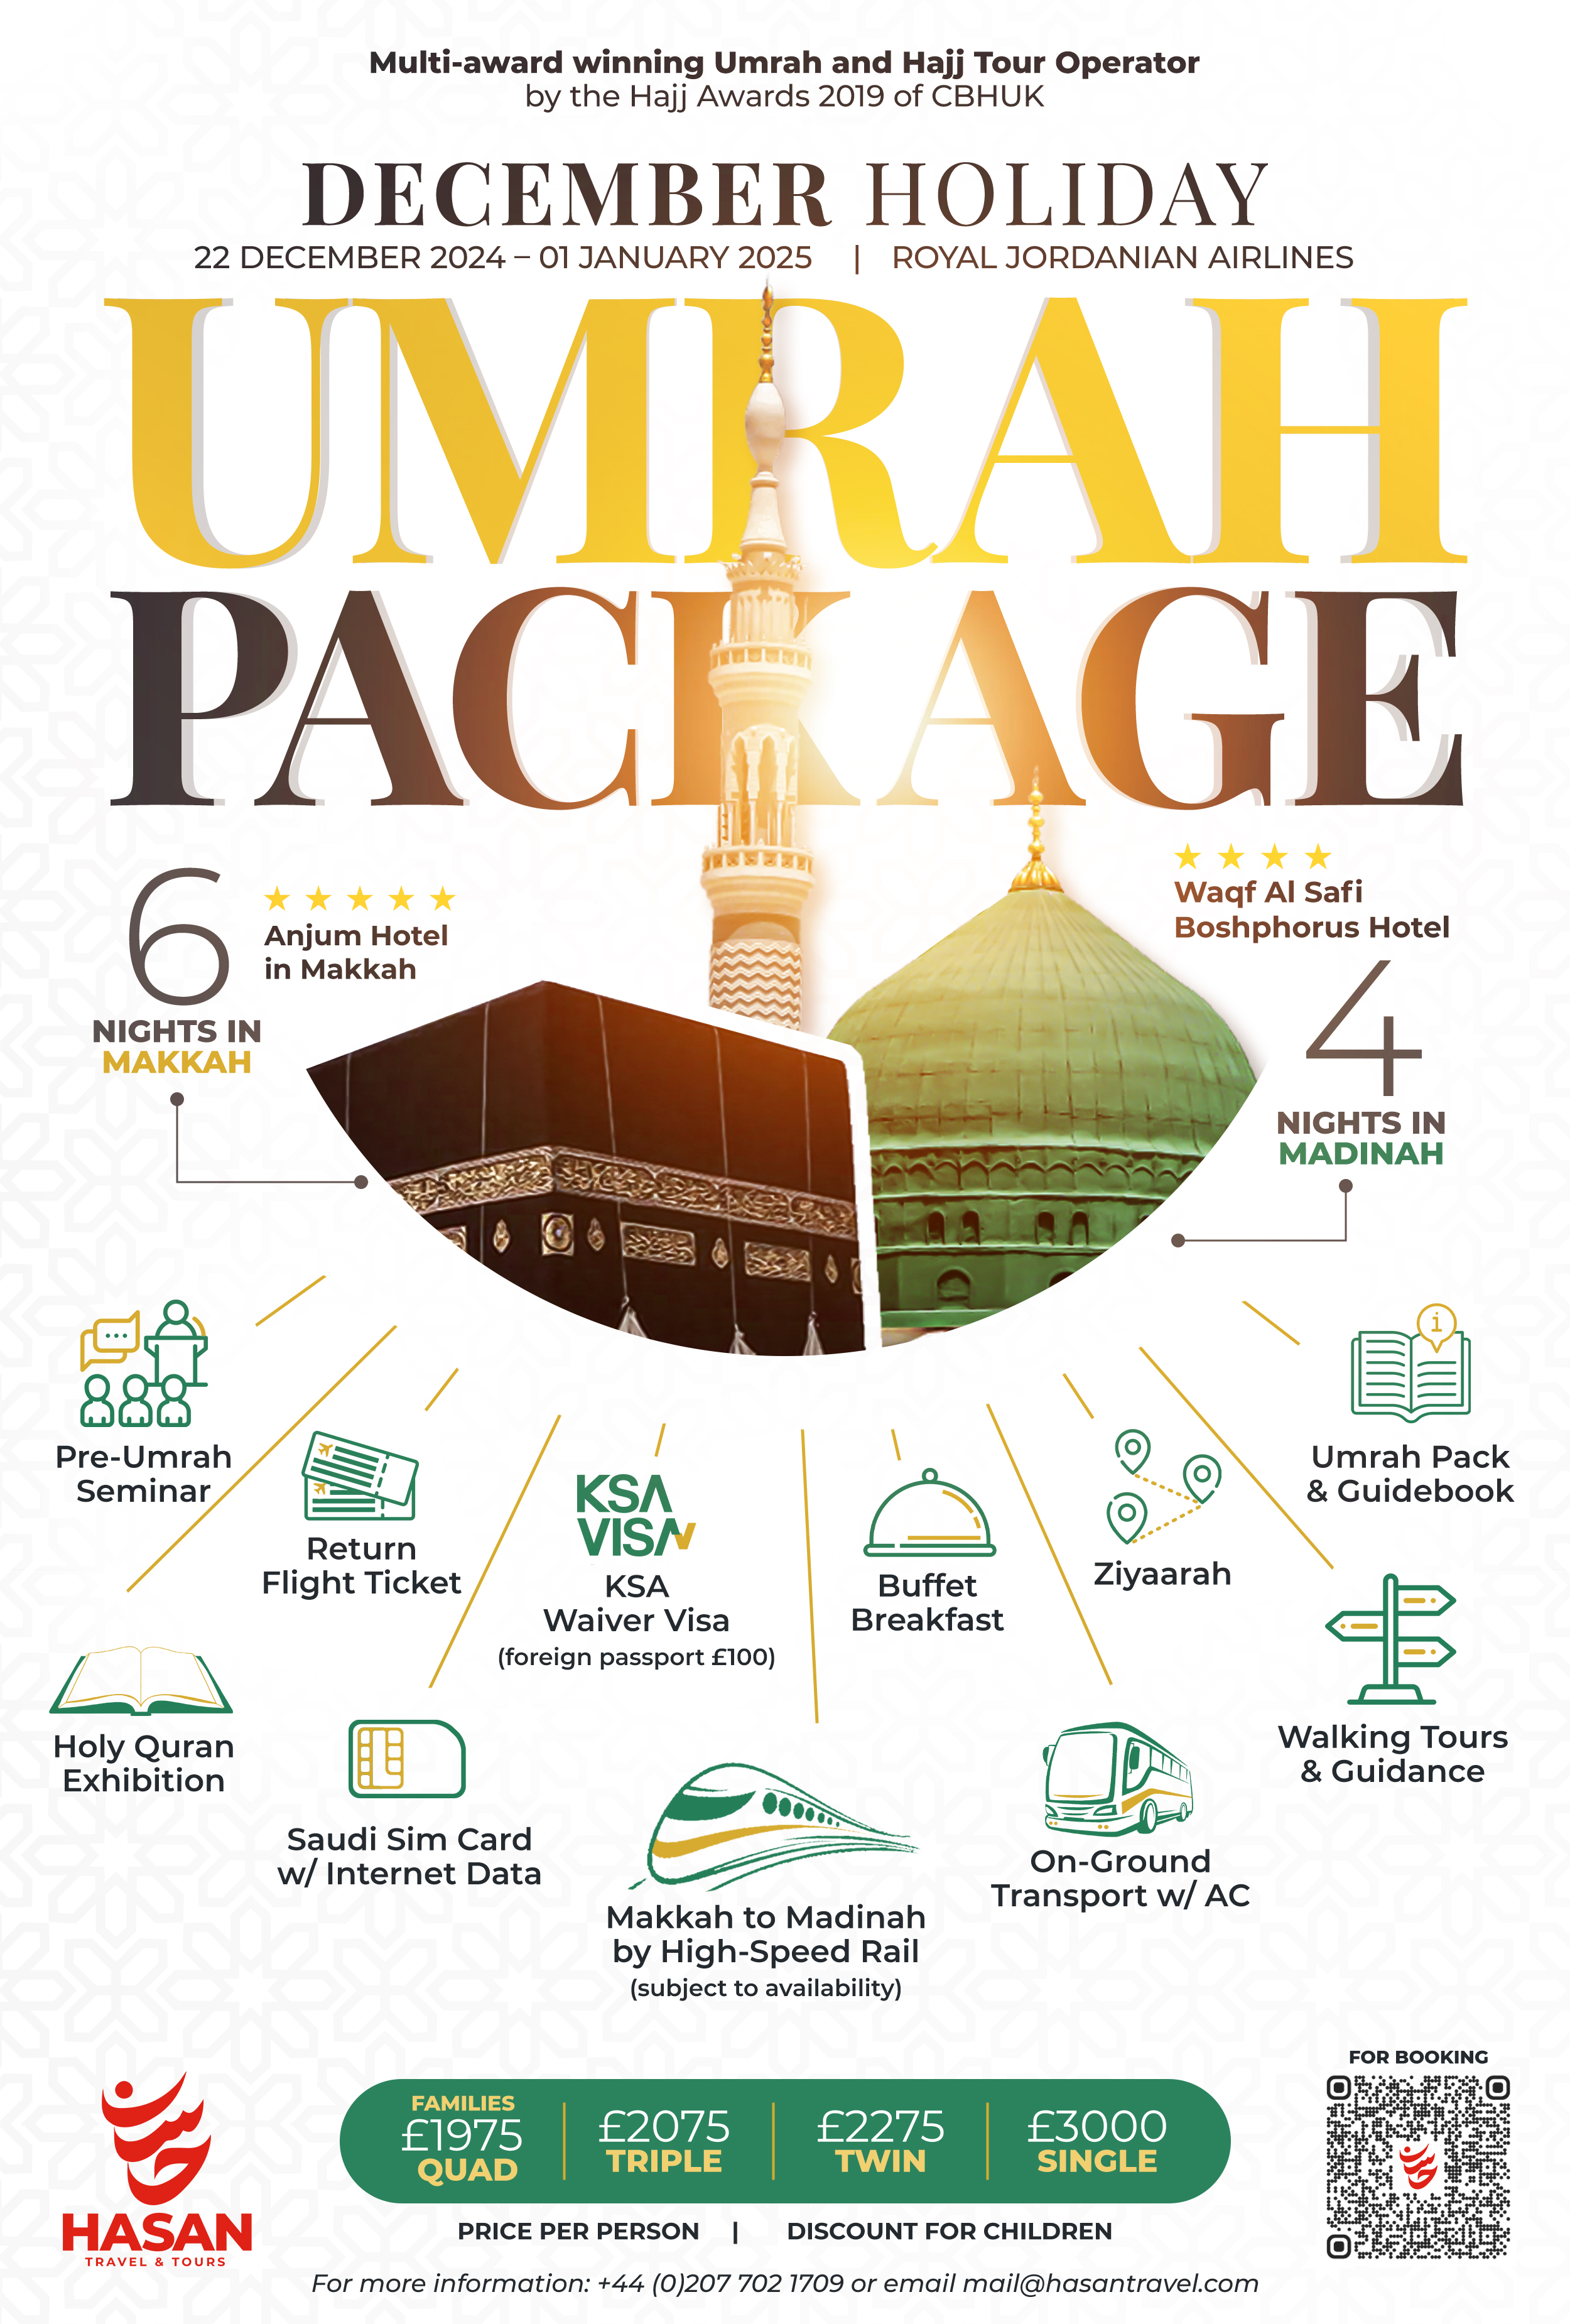 Multi-award winning Umrah and Hajj Tour Operator
by the Hajj Awards 2019 of CBHUK
DECEMBER HOLIDAY
22 DECEMBER 2024 – 01 JANUARY 2025 | ROYAL JORDANIAN AIRLINES
UMRAH
PACKAGE
6
NIGHTS IN
MAKKAH
Anjum Hotel
in Makkah
Waqf Al Safi
Boshphorus Hotel
4
NIGHTS IN
MADINAH
Pre-Umrah
Seminar
Return
Flight Ticket
KSA
VISA
KSA
Waiver Visa
(foreign passport £100)
Buffet
Breakfast
Ziyaarah
Umrah Pack
& Guidebook
Holy Quran
Exhibition
Saudi Sim Card
w/ Internet Data
Makkah to Madinah
by High-Speed Rail
(subject to availability)
On-Ground
Transport w/ AC
Walking Tours
& Guidance
حاسن
HASAN
TRAVEL & TOURS
FAMILIES
£1975
QUAD
£2075
TRIPLE
£2275
TWIN
£3000
SINGLE
PRICE PER PERSON | DISCOUNT FOR CHILDREN
FOR BOOKING
For more information: +44 (0)207 702 1709 or email mail@hasantravel.com